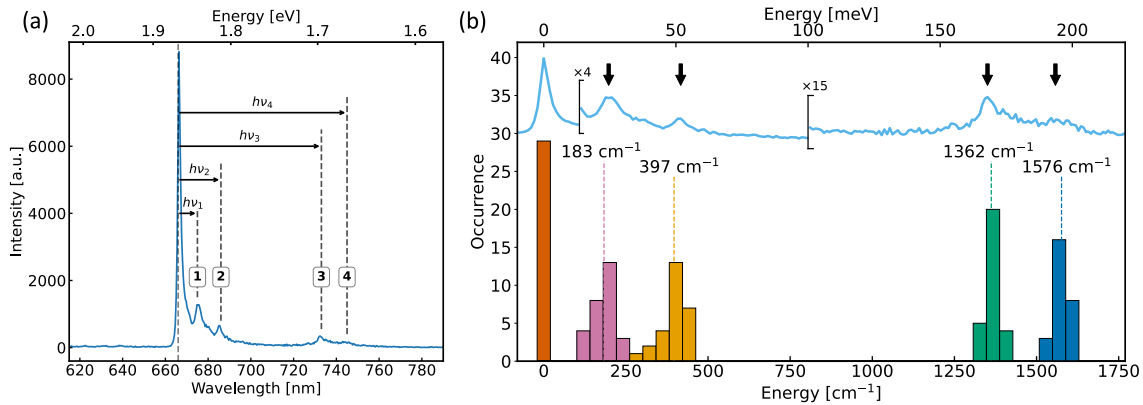 (a)
Energy [eV]
2.0 1.9 1.8 1.7 1.6
Intensity [a.u.]
8000
6000
4000
2000
0
hν4
hν3
hν2
hν1
1 2 3 4
620 640 660 680 700 720 740 760 780
Wavelength [nm]
(b)
Energy [meV]
0 50 100 150 200
Occurrence
40
35
30
25
20
15
10
5
0
×4
×15
183 cm⁻¹
397 cm⁻¹
1362 cm⁻¹
1576 cm⁻¹
0 250 500 750 1000 1250 1500 1750
Energy [cm⁻¹]